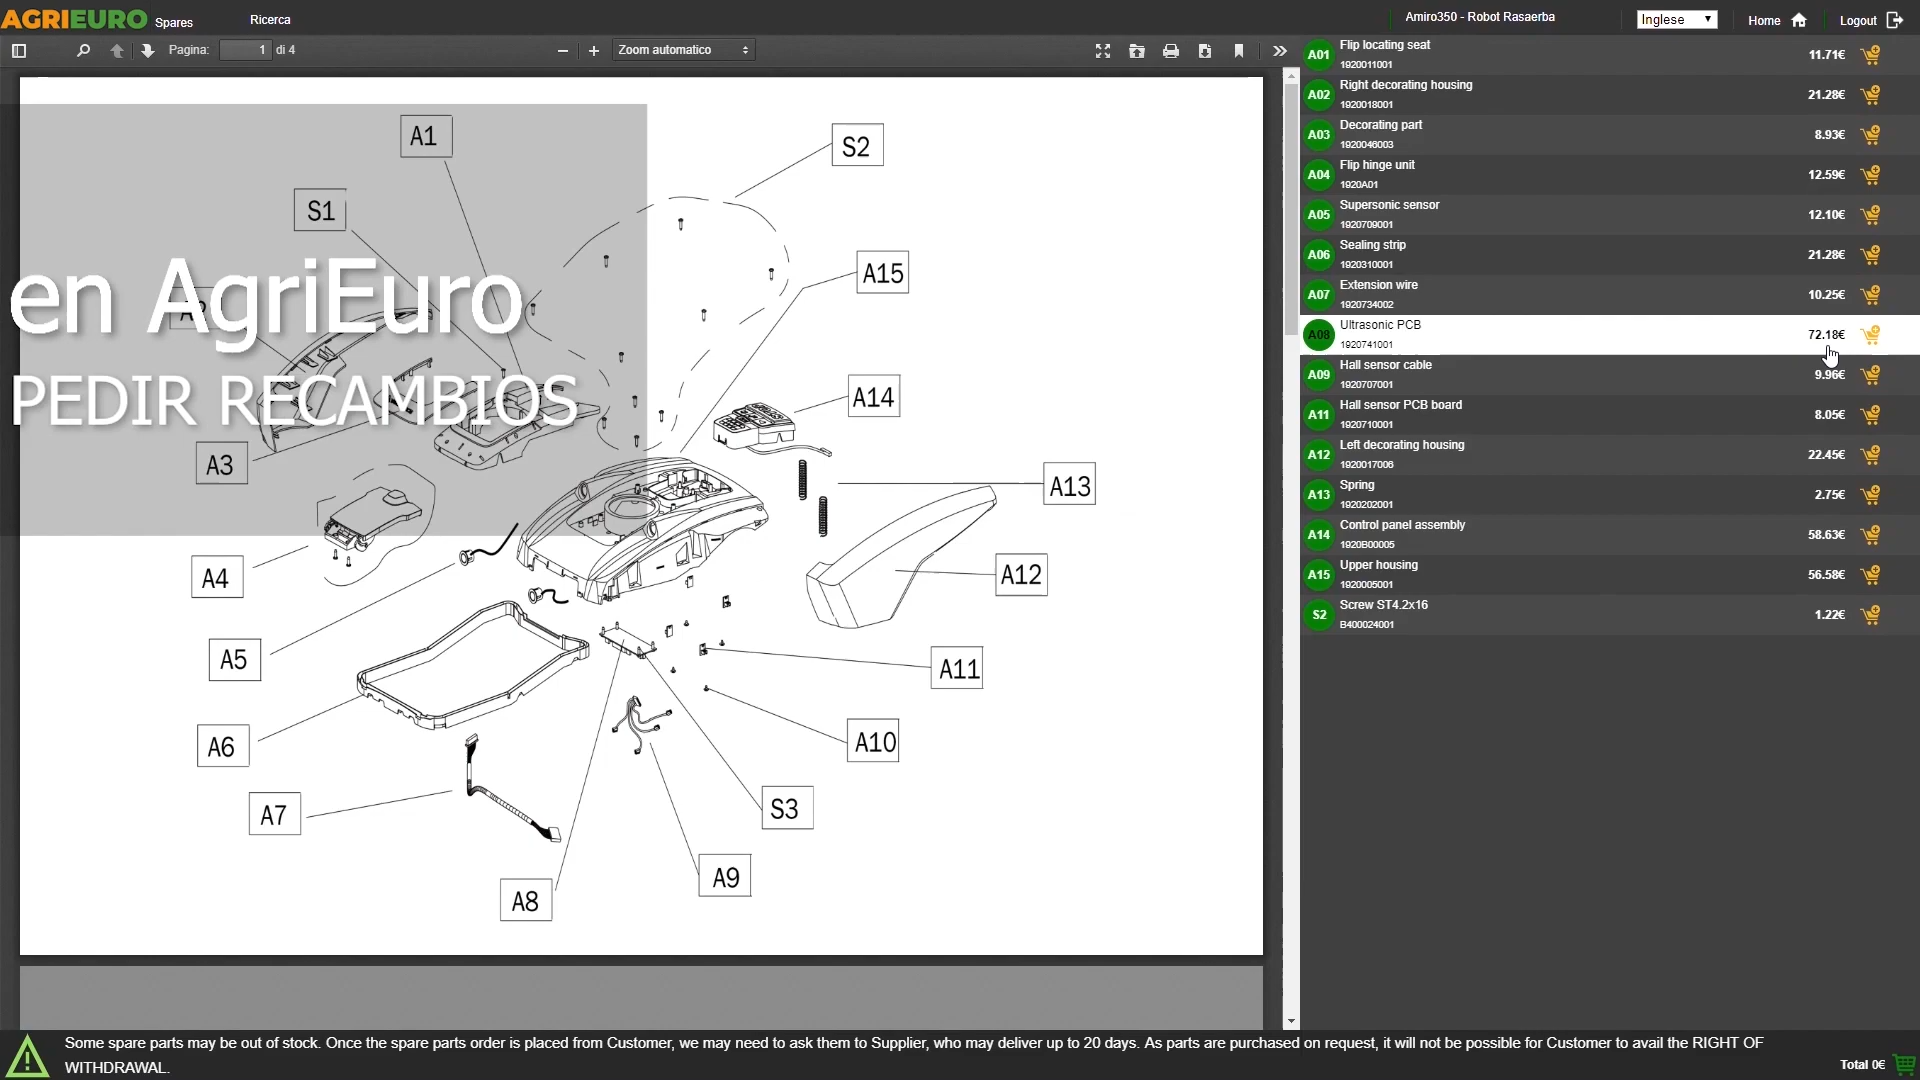 AGRIEURO Spares
Ricerca
Amiro350 - Robot Rasaerba
Inglese
Home
Logout
Pagina: 1 di 4
Zoom automatico
A1
S2
S1
A15
en AgriEuro
PEDIR RECAMBIOS
A14
A3
A13
A4
A12
A5
A11
A6
A10
A7
S3
A9
A8
A01 Flip locating seat 11.71€
1920011001
A02 Right decorating housing 21.28€
1920018001
A03 Decorating part 8.93€
1920046003
A04 Flip hinge unit 12.59€
1920A01
A05 Supersonic sensor 12.10€
1920709001
A06 Sealing strip 21.28€
1920310001
A07 Extension wire 10.25€
1920734002
A08 Ultrasonic PCB 72.18€
1920741001
A09 Hall sensor cable 9.96€
1920707001
A11 Hall sensor PCB board 8.05€
1920710001
A12 Left decorating housing 22.45€
1920017006
A13 Spring 2.75€
1920202001
A14 Control panel assembly 58.63€
1920B00005
A15 Upper housing 56.58€
1920005001
S2 Screw ST4.2x16 1.22€
B400024001
Some spare parts may be out of stock. Once the spare parts order is placed from Customer, we may need to ask them to Supplier, who may deliver up to 20 days. As parts are purchased on request, it will not be possible for Customer to avail the RIGHT OF
WITHDRAWAL.
Total 0€